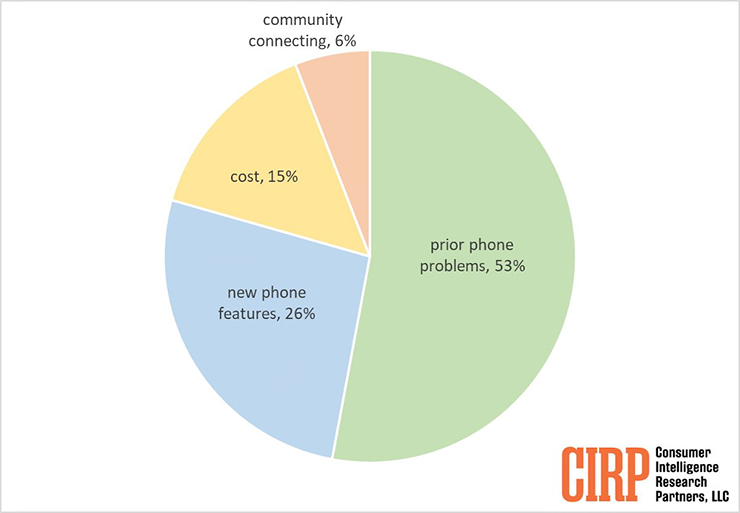 community
connecting, 6%
cost, 15%
prior phone
problems, 53%
new phone
features, 26%
CIRP
Consumer
Intelligence
Research
Partners, LLC